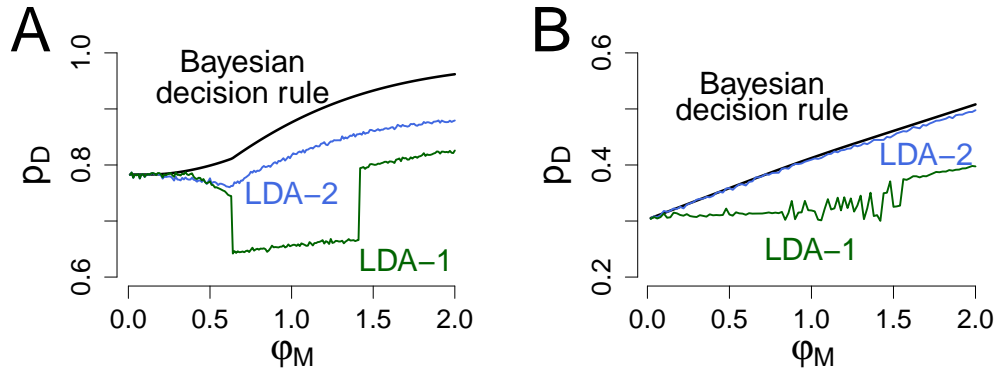 A
1.0
0.8
0.6
pD
Bayesian
decision rule
LDA−2
LDA−1
0.0 0.5 1.0 1.5 2.0
φM
B
0.6
0.4
0.2
pD
Bayesian
decision rule
LDA−2
LDA−1
0.0 0.5 1.0 1.5 2.0
φM